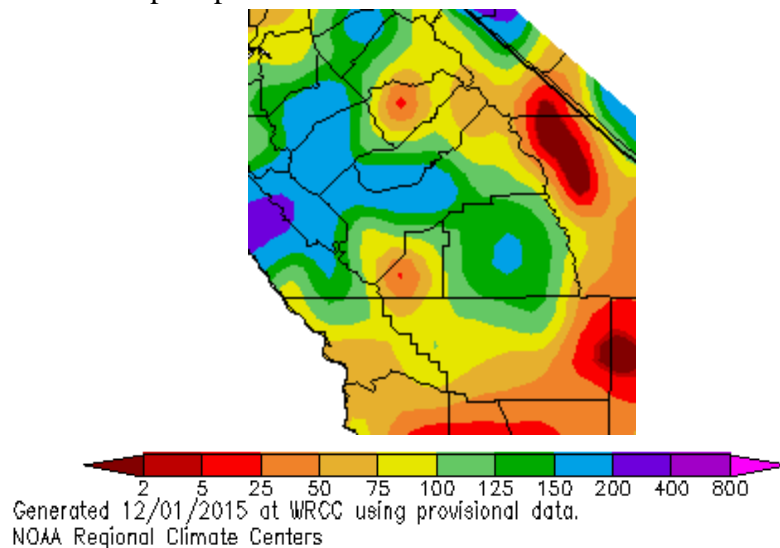 2 5 25 50 75 100 125 150 200 400 800
Generated 12/01/2015 at WRCC using provisional data.
NOAA Regional Climate Centers